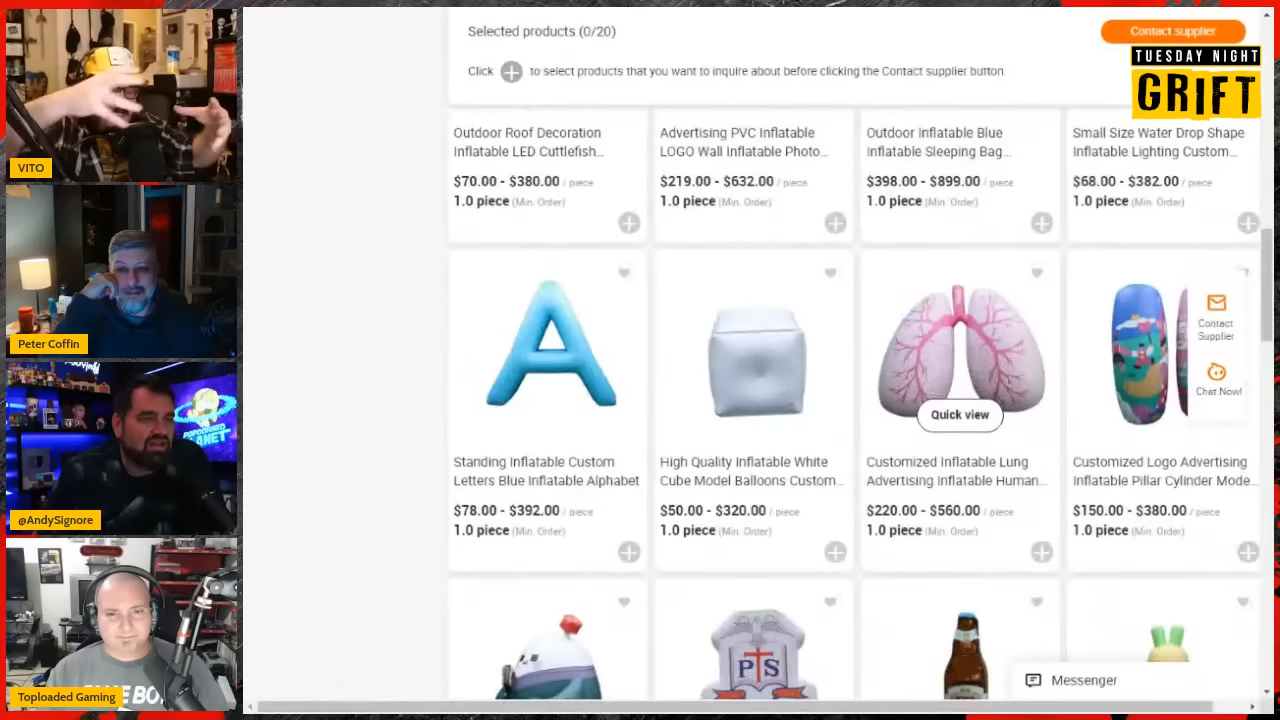 Selected products (0/20)
Contact supplier
Click to select products that you want to inquire about before clicking the Contact supplier button.
TUESDAY NIGHT
GRIFT
VITO
Peter Coffin
@AndySignore
Toploaded Gaming
POPCORNED
PLANET
Outdoor Roof Decoration
Inflatable LED Cuttlefish...
$70.00 - $380.00 / piece
1.0 piece (Min. Order)
Advertising PVC Inflatable
LOGO Wall Inflatable Photo...
$219.00 - $632.00 / piece
1.0 piece (Min. Order)
Outdoor Inflatable Blue
Inflatable Sleeping Bag...
$398.00 - $899.00 / piece
1.0 piece (Min. Order)
Small Size Water Drop Shape
Inflatable Lighting Custom...
$68.00 - $382.00 / piece
1.0 piece (Min. Order)
A
Quick view
Contact
Supplier
Chat Now!
Standing Inflatable Custom
Letters Blue Inflatable Alphabet
$78.00 - $392.00 / piece
1.0 piece (Min. Order)
High Quality Inflatable White
Cube Model Balloons Custom...
$50.00 - $320.00 / piece
1.0 piece (Min. Order)
Customized Inflatable Lung
Advertising Inflatable Human...
$220.00 - $560.00 / piece
1.0 piece (Min. Order)
Customized Logo Advertising
Inflatable Pillar Cylinder Mode...
$150.00 - $380.00 / piece
1.0 piece (Min. Order)
PTS
Messenger